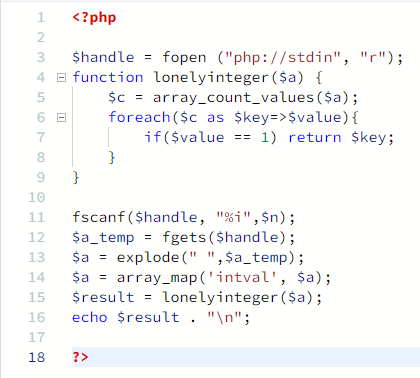 1 <?php
2
3 $handle = fopen ("php://stdin", "r");
4 function lonelyinteger($a) {
5     $c = array_count_values($a);
6     foreach($c as $key=>$value){
7         if($value == 1) return $key;
8     }
9 }
10
11 fscanf($handle, "%i",$n);
12 $a_temp = fgets($handle);
13 $a = explode(" ",$a_temp);
14 $a = array_map('intval', $a);
15 $result = lonelyinteger($a);
16 echo $result . "\n";
17
18 ?>